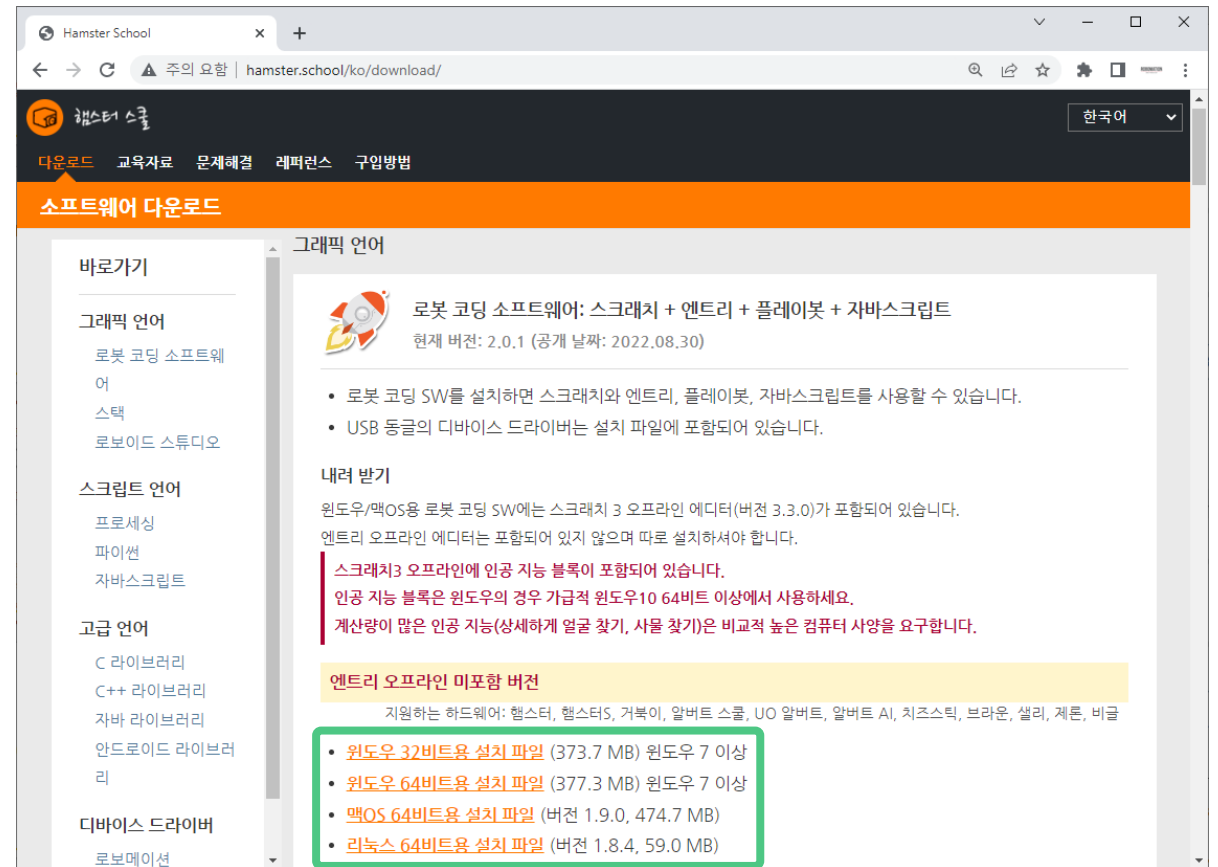 Hamster School
주의 요함 | hamster.school/ko/download/
햄스터 스쿨
한국어
다운로드 교육자료 문제해결 레퍼런스 구입방법
소프트웨어 다운로드
바로가기
그래픽 언어
로봇 코딩 소프트웨
어
스택
로보이드 스튜디오
스크립트 언어
프로세싱
파이썬
자바스크립트
고급 언어
C 라이브러리
C++ 라이브러리
자바 라이브러리
안드로이드 라이브러
리
디바이스 드라이버
로보메이션
그래픽 언어
로봇 코딩 소프트웨어: 스크래치 + 엔트리 + 플레이봇 + 자바스크립트
현재 버전: 2.0.1 (공개 날짜: 2022.08.30)
• 로봇 코딩 SW를 설치하면 스크래치와 엔트리, 플레이봇, 자바스크립트를 사용할 수 있습니다.
• USB 동글의 디바이스 드라이버는 설치 파일에 포함되어 있습니다.
내려 받기
윈도우/맥OS용 로봇 코딩 SW에는 스크래치 3 오프라인 에디터(버전 3.3.0)가 포함되어 있습니다.
엔트리 오프라인 에디터는 포함되어 있지 않으며 따로 설치하셔야 합니다.
스크래치3 오프라인에 인공 지능 블록이 포함되어 있습니다.
인공 지능 블록은 윈도우의 경우 가급적 윈도우10 64비트 이상에서 사용하세요.
계산량이 많은 인공 지능(상세하게 얼굴 찾기, 사물 찾기)은 비교적 높은 컴퓨터 사양을 요구합니다.
엔트리 오프라인 미포함 버전
지원하는 하드웨어: 햄스터, 햄스터S, 거북이, 알버트 스쿨, UO 알버트, 알버트 AI, 치즈스틱, 브라운, 샐리, 제론, 비글
• 윈도우 32비트용 설치 파일 (373.7 MB) 윈도우 7 이상
• 윈도우 64비트용 설치 파일 (377.3 MB) 윈도우 7 이상
• 맥OS 64비트용 설치 파일 (버전 1.9.0, 474.7 MB)
• 리눅스 64비트용 설치 파일 (버전 1.8.4, 59.0 MB)